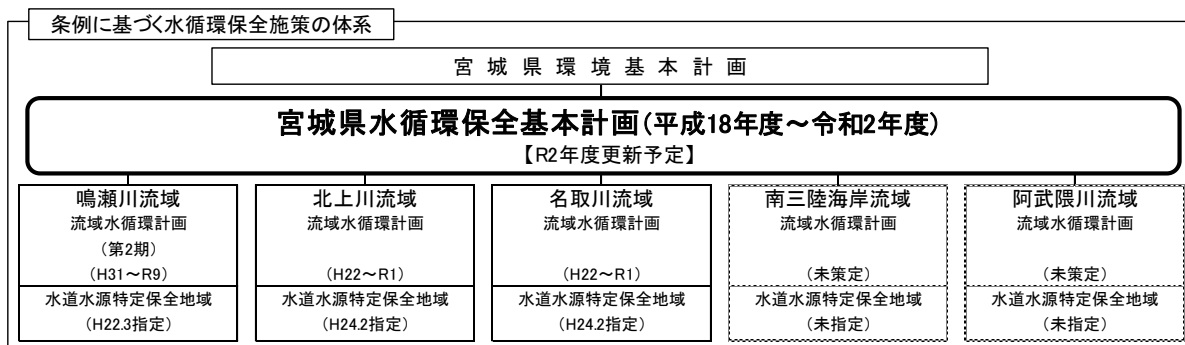 条例に基づく水循環保全施策の体系
宮城県環境基本計画
宮城県水循環保全基本計画(平成18年度～令和2年度)
【R2年度更新予定】
鳴瀬川流域
流域水循環計画
(第2期)
(H31～R9)
水道水源特定保全地域
(H22.3指定)
北上川流域
流域水循環計画
(H22～R1)
水道水源特定保全地域
(H24.2指定)
名取川流域
流域水循環計画
(H22～R1)
水道水源特定保全地域
(H24.2指定)
南三陸海岸流域
流域水循環計画
(未策定)
水道水源特定保全地域
(未指定)
阿武隈川流域
流域水循環計画
(未策定)
水道水源特定保全地域
(未指定)